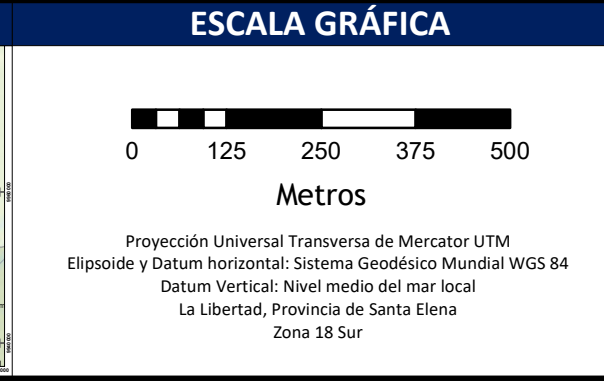 ESCALA GRÁFICA
0 125 250 375 500
Metros
Proyección Universal Transversa de Mercator UTM
Elipsoide y Datum horizontal: Sistema Geodésico Mundial WGS 84
Datum Vertical: Nivel medio del mar local
La Libertad, Provincia de Santa Elena
Zona 18 Sur